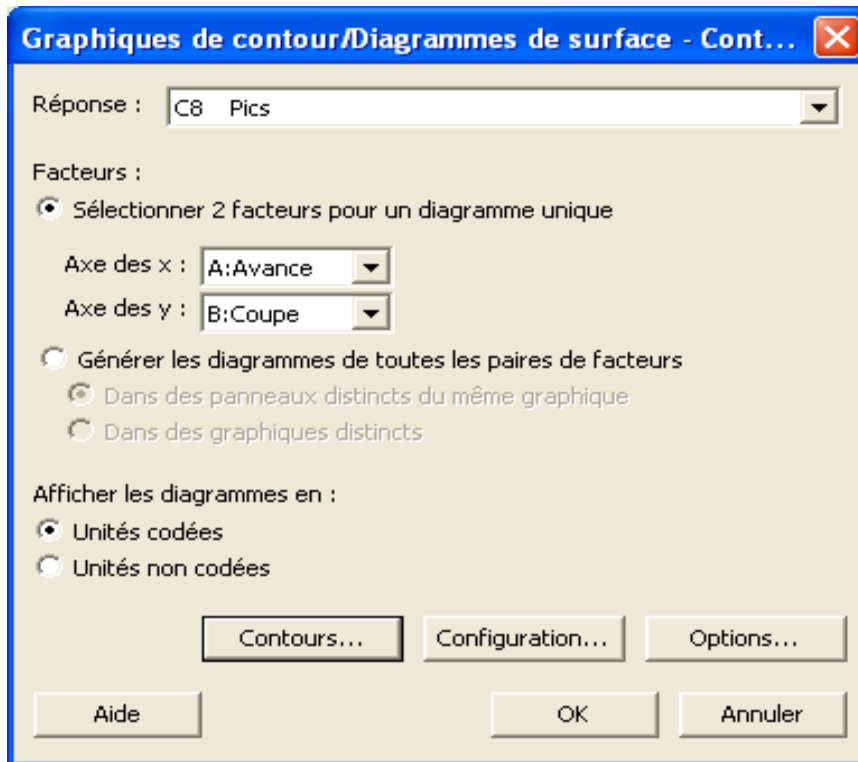 Graphiques de contour/Diagrammes de surface - Cont...
Réponse : C8 Pics
Facteurs :
Sélectionner 2 facteurs pour un diagramme unique
Axe des x : A:Avance
Axe des y : B:Coupe
Générer les diagrammes de toutes les paires de facteurs
Dans des panneaux distincts du même graphique
Dans des graphiques distincts
Afficher les diagrammes en :
Unités codées
Unités non codées
Contours... Configuration... Options...
Aide OK Annuler